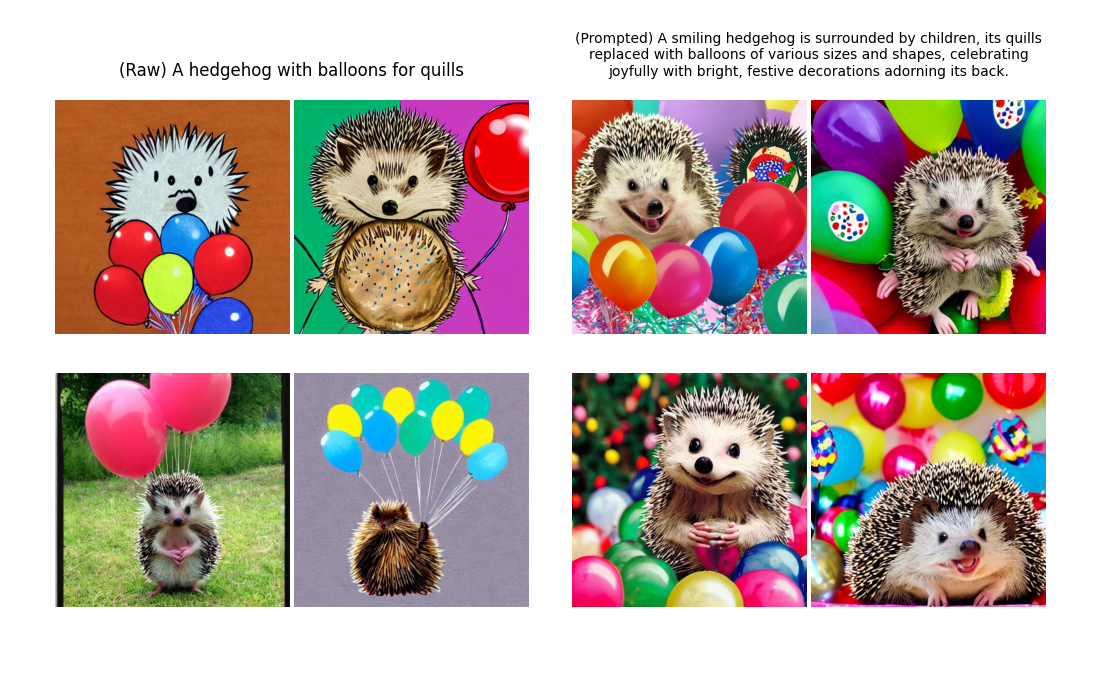 (Raw) A hedgehog with balloons for quills
(Prompted) A smiling hedgehog is surrounded by children, its quills
replaced with balloons of various sizes and shapes, celebrating
joyfully with bright, festive decorations adorning its back.